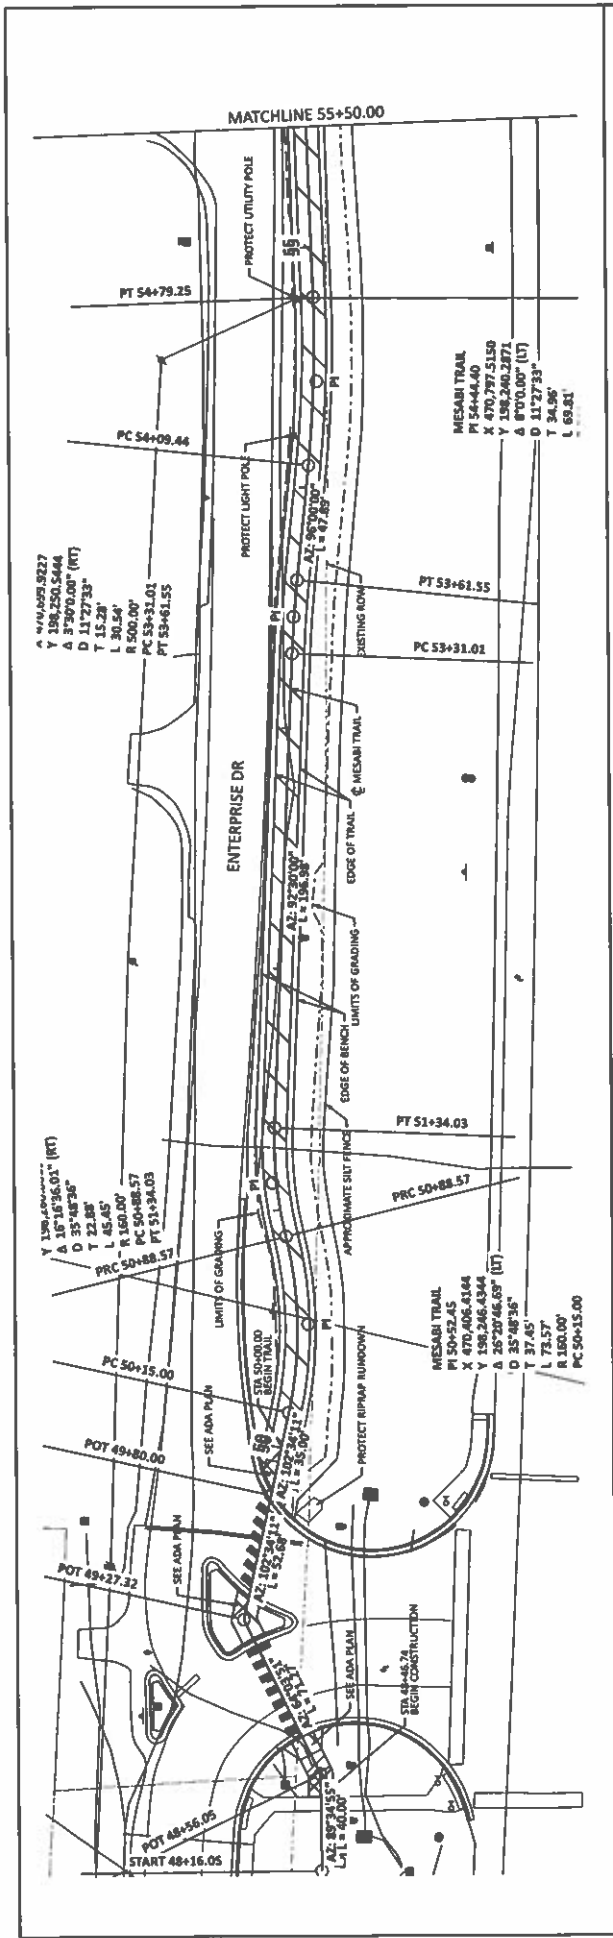 MATCHLINE 55+50.00
PROTECT UTILITY POLE
55
PT 54+79.25
PI
MESABI TRAIL
PI 54+44.40
X 470,797.5150
Y 198,240.2871
Δ 8°0'0.00" (LT)
D 11°27'33"
T 34.96'
L 69.81'
PC 54+09.44
PROTECT LIGHT POLE
AZ: 96°00'00"
L = 47.89'
Y 198,250.5444
Δ 3°30'0.00" (RT)
D 11°27'33"
T 15.28'
L 30.54'
R 500.00'
PC 53+31.01
PT 53+61.55
PT 53+61.55
EXISTING ROW
PI
PC 53+31.01
ENTERPRISE DR
℄ MESABI TRAIL
EDGE OF TRAIL
AZ: 92°30'00"
L = 196.98'
LIMITS OF GRADING
EDGE OF BENCH
APPROXIMATE SILT FENCE
PT 51+34.03
Δ 16°16'36.01" (RT)
D 35°48'36"
T 22.88'
L 45.45'
R 160.00'
PC 50+88.57
PT 51+34.03
PI
PRC 50+88.57
PRC 50+88.57
LIMITS OF GRADING
PI
MESABI TRAIL
PI 50+52.45
X 470,406.4164
Y 198,246.4344
Δ 26°20'46.69" (LT)
D 35°48'36"
T 37.45'
L 73.57'
R 160.00'
PC 50+15.00
PC 50+15.00
STA 50+00.00
BEGIN TRAIL
PROTECT RIPRAP RUNDOWN
SEE ADA PLAN
50
AZ: 102°34'11"
L = 35.00'
POT 49+80.00
AZ: 102°34'11"
L = 52.68'
SEE ADA PLAN
POT 49+27.32
AZ: 64°03'51"
L = 71.27'
SEE ADA PLAN
STA 48+46.74
BEGIN CONSTRUCTION
POT 48+56.05
AZ: 89°34'55"
L = 40.00'
START 48+16.05